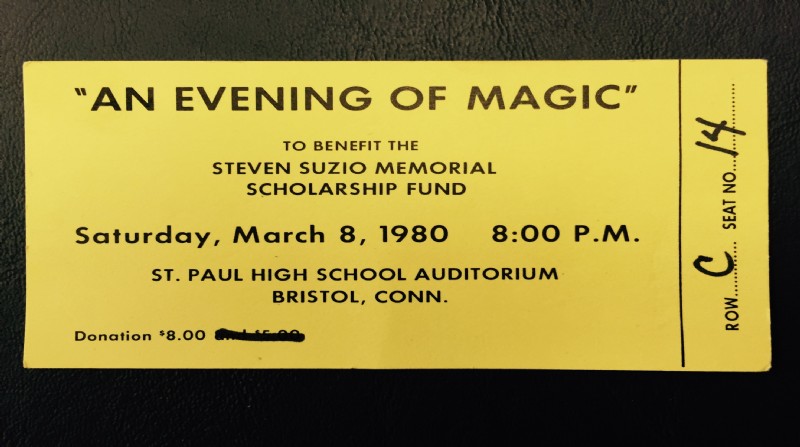 "AN EVENING OF MAGIC"
TO BENEFIT THE
STEVEN SUZIO MEMORIAL
SCHOLARSHIP FUND
Saturday, March 8, 1980 8:00 P.M.
ST. PAUL HIGH SCHOOL AUDITORIUM
BRISTOL, CONN.
Donation $8.00
ROW C SEAT NO. 14